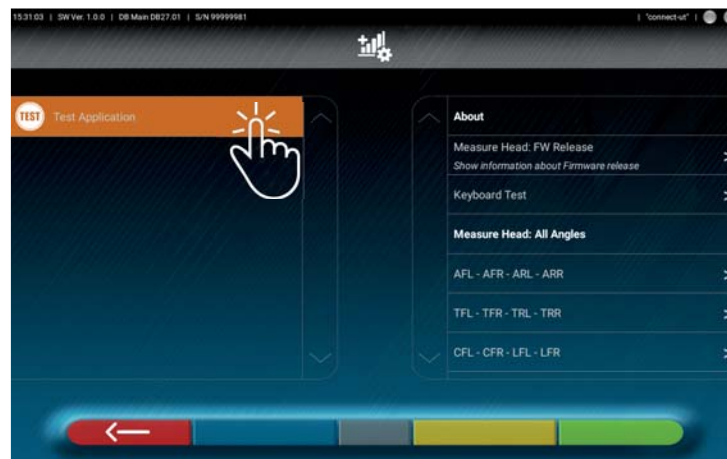 15:31:03 | SW Ver. 1.0.0 | DB Main DB27.01 | S/N 99999981 | "connect-ut" |
TEST Test Application
About
Measure Head: FW Release
Show information about Firmware release
Keyboard Test
Measure Head: All Angles
AFL - AFR - ARL - ARR
TFL - TFR - TRL - TRR
CFL - CFR - LFL - LFR